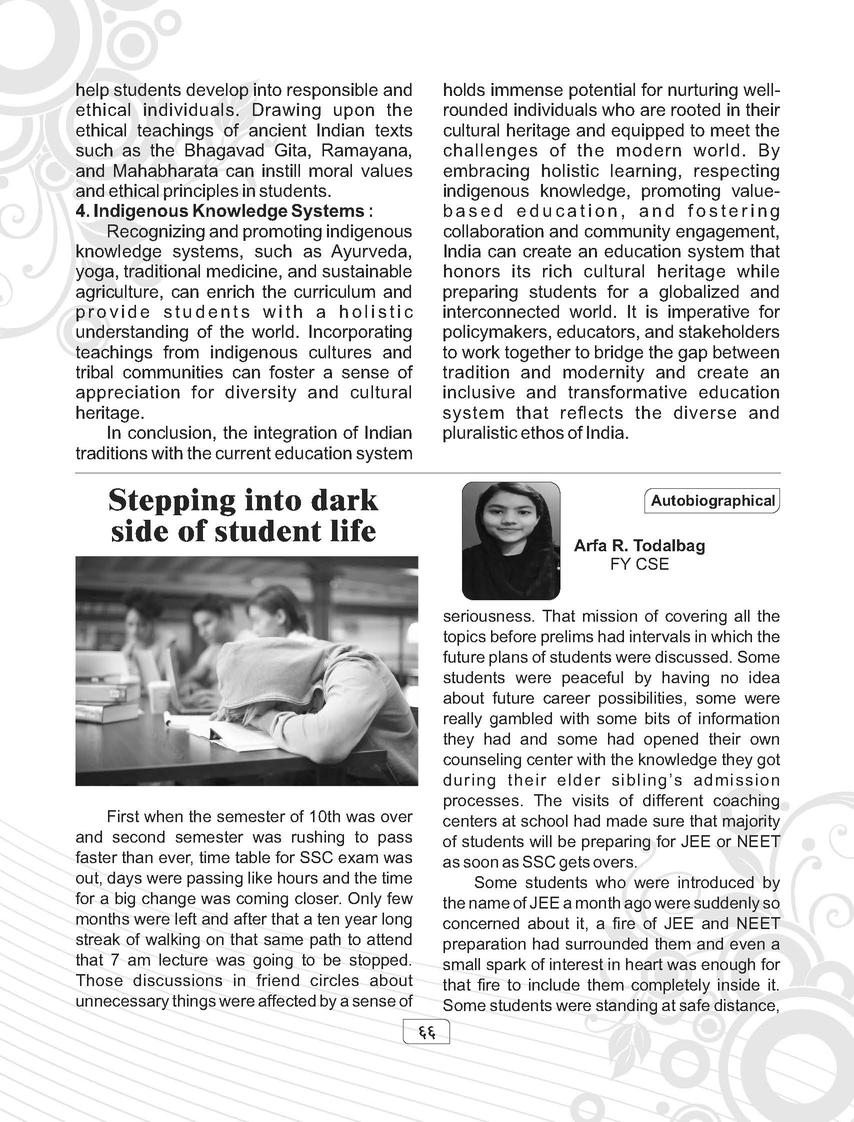 help students develop into responsible and
ethical individuals. Drawing upon the
ethical teachings of ancient Indian texts
such as the Bhagavad Gita, Ramayana,
and Mahabharata can instill moral values
and ethical principles in students.
4. Indigenous Knowledge Systems :
Recognizing and promoting indigenous
knowledge systems, such as Ayurveda,
yoga, traditional medicine, and sustainable
agriculture, can enrich the curriculum and
provide students with a holistic
understanding of the world. Incorporating
teachings from indigenous cultures and
tribal communities can foster a sense of
appreciation for diversity and cultural
heritage.
In conclusion, the integration of Indian
traditions with the current education system
holds immense potential for nurturing well-
rounded individuals who are rooted in their
cultural heritage and equipped to meet the
challenges of the modern world. By
embracing holistic learning, respecting
indigenous knowledge, promoting value-
based education, and fostering
collaboration and community engagement,
India can create an education system that
honors its rich cultural heritage while
preparing students for a globalized and
interconnected world. It is imperative for
policymakers, educators, and stakeholders
to work together to bridge the gap between
tradition and modernity and create an
inclusive and transformative education
system that reflects the diverse and
pluralistic ethos of India.
Stepping into dark
side of student life
Autobiographical
Arfa R. Todalbag
FY CSE
First when the semester of 10th was over
and second semester was rushing to pass
faster than ever, time table for SSC exam was
out, days were passing like hours and the time
for a big change was coming closer. Only few
months were left and after that a ten year long
streak of walking on that same path to attend
that 7 am lecture was going to be stopped.
Those discussions in friend circles about
unnecessary things were affected by a sense of
seriousness. That mission of covering all the
topics before prelims had intervals in which the
future plans of students were discussed. Some
students were peaceful by having no idea
about future career possibilities, some were
really gambled with some bits of information
they had and some had opened their own
counseling center with the knowledge they got
during their elder sibling’s admission
processes. The visits of different coaching
centers at school had made sure that majority
of students will be preparing for JEE or NEET
as soon as SSC gets overs.
Some students who were introduced by
the name of JEE a month ago were suddenly so
concerned about it, a fire of JEE and NEET
preparation had surrounded them and even a
small spark of interest in heart was enough for
that fire to include them completely inside it.
Some students were standing at safe distance,
६६